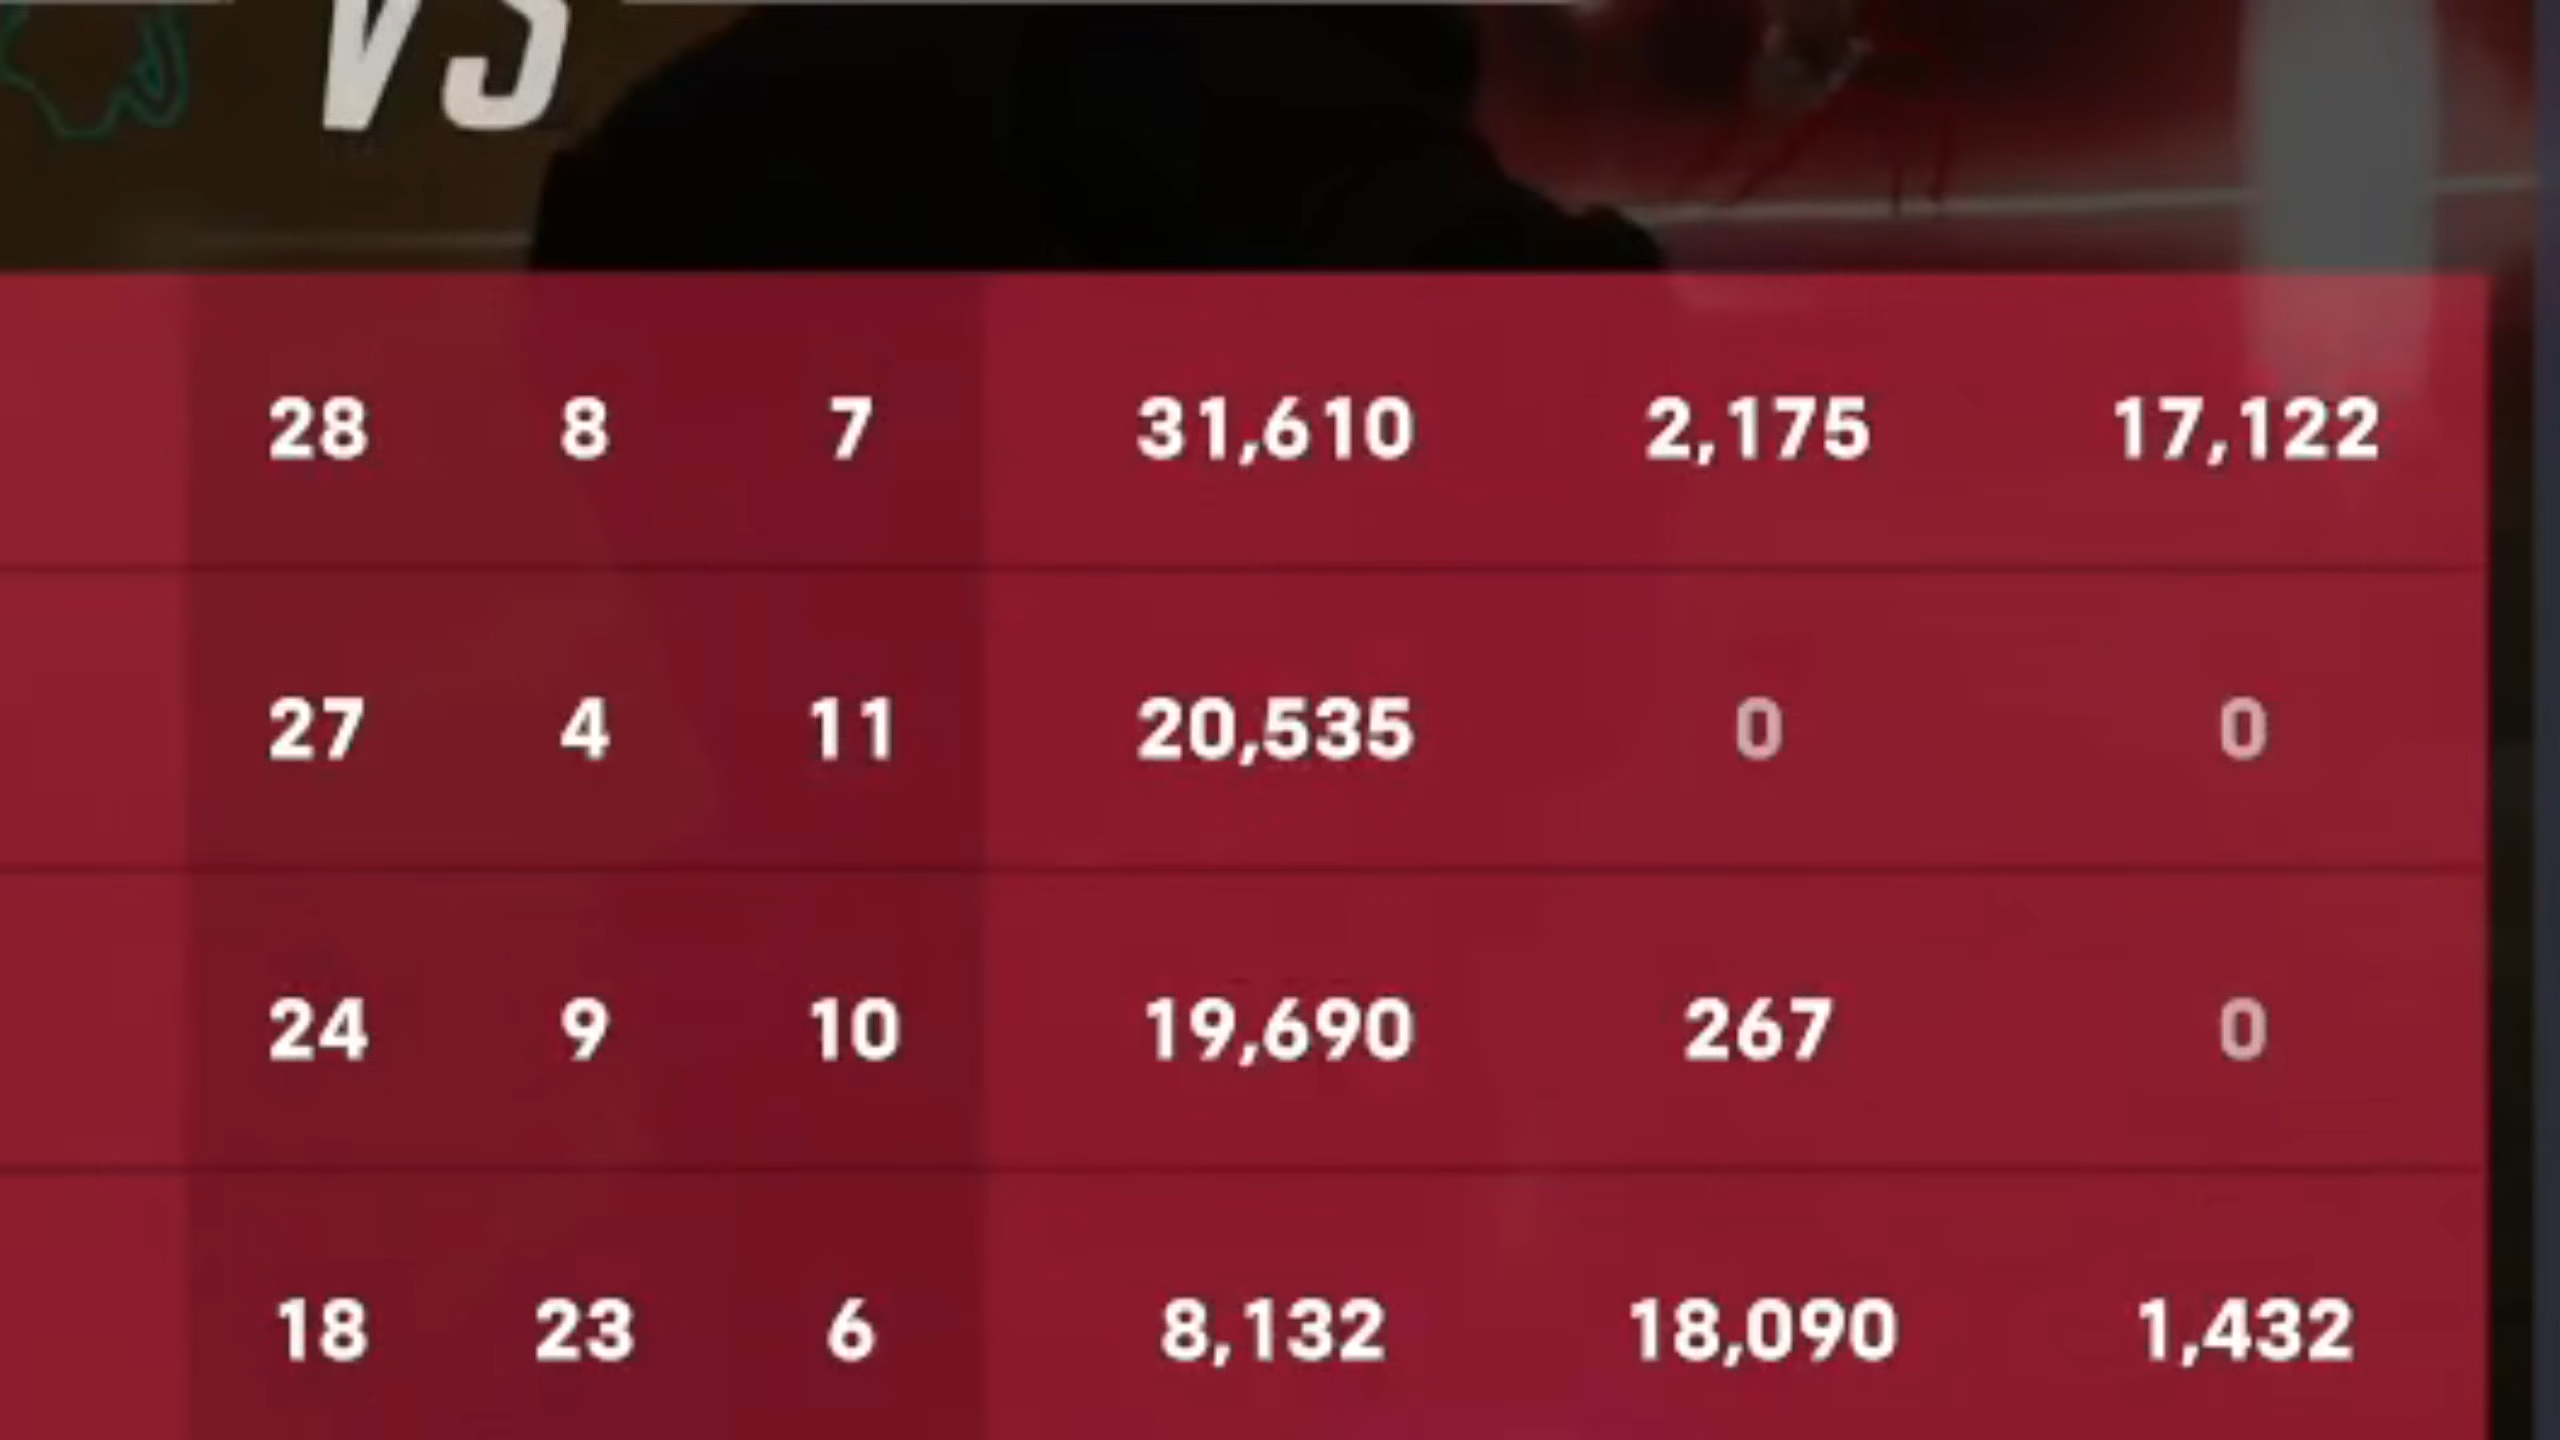 VS
28 8 7 31,610 2,175 17,122
27 4 11 20,535 0 0
24 9 10 19,690 267 0
18 23 6 8,132 18,090 1,432